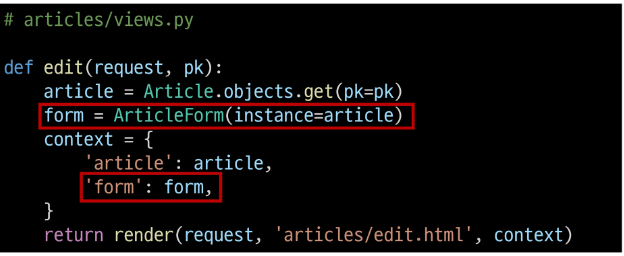 # articles/views.py
def edit(request, pk):
    article = Article.objects.get(pk=pk)
    form = ArticleForm(instance=article)
    context = {
        'article': article,
        'form': form,
    }
    return render(request, 'articles/edit.html', context)